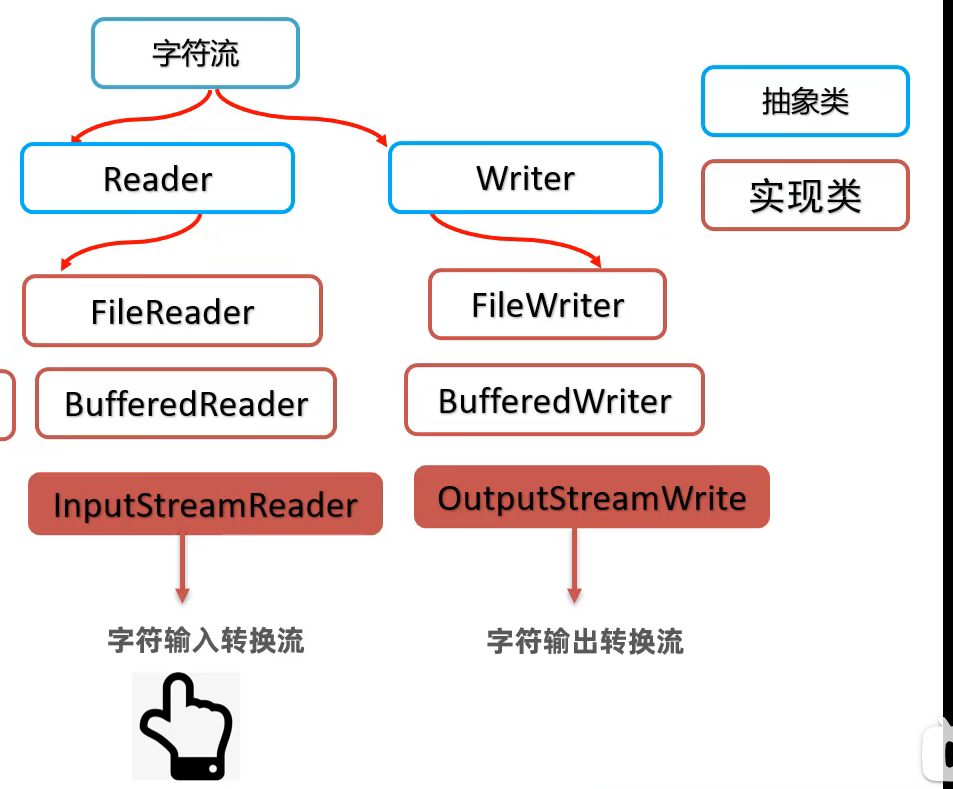 字符流
抽象类
Reader
Writer
实现类
FileReader
FileWriter
BufferedReader
BufferedWriter
InputStreamReader
OutputStreamWrite
字符输入转换流
字符输出转换流